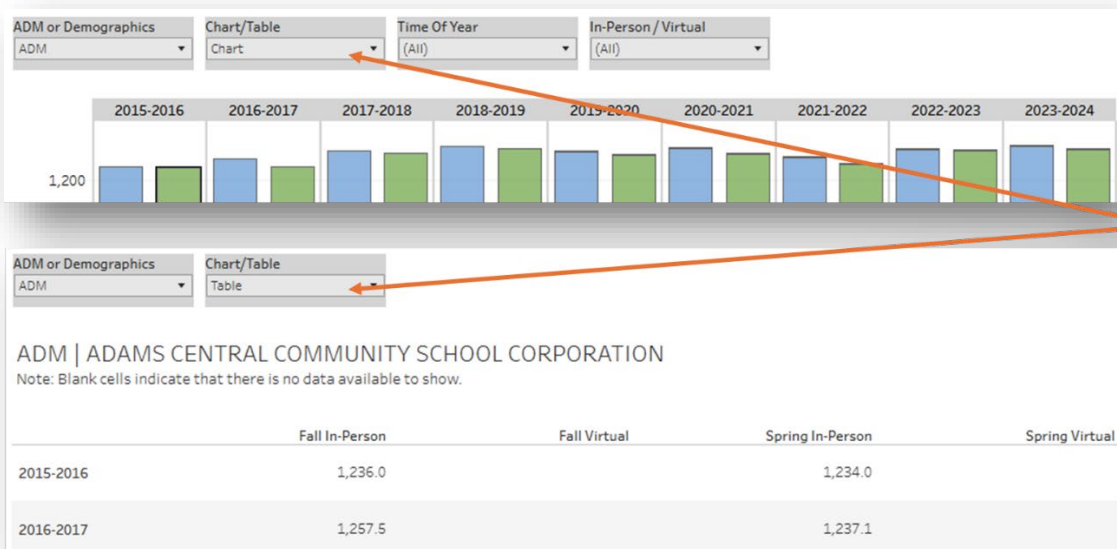 ADM or Demographics Chart/Table Time Of Year In-Person / Virtual
ADM Chart (All) (All)
2015-2016 2016-2017 2017-2018 2018-2019 2019-2020 2020-2021 2021-2022 2022-2023 2023-2024
1,200
ADM or Demographics Chart/Table
ADM Table
ADM | ADAMS CENTRAL COMMUNITY SCHOOL CORPORATION
Note: Blank cells indicate that there is no data available to show.
Fall In-Person Fall Virtual Spring In-Person Spring Virtual
2015-2016 1,236.0 1,234.0
2016-2017 1,257.5 1,237.1